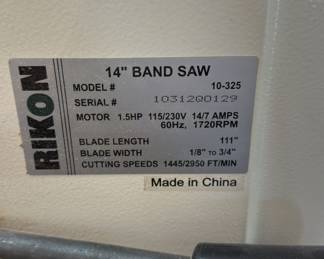 RIKON
14" BAND SAW
MODEL # 10-325
SERIAL # 1031200129
MOTOR 1.5HP 115/230V 14/7 AMPS
60Hz, 1720RPM
BLADE LENGTH 111"
BLADE WIDTH 1/8" TO 3/4"
CUTTING SPEEDS 1445/2950 FT/MIN
Made in China